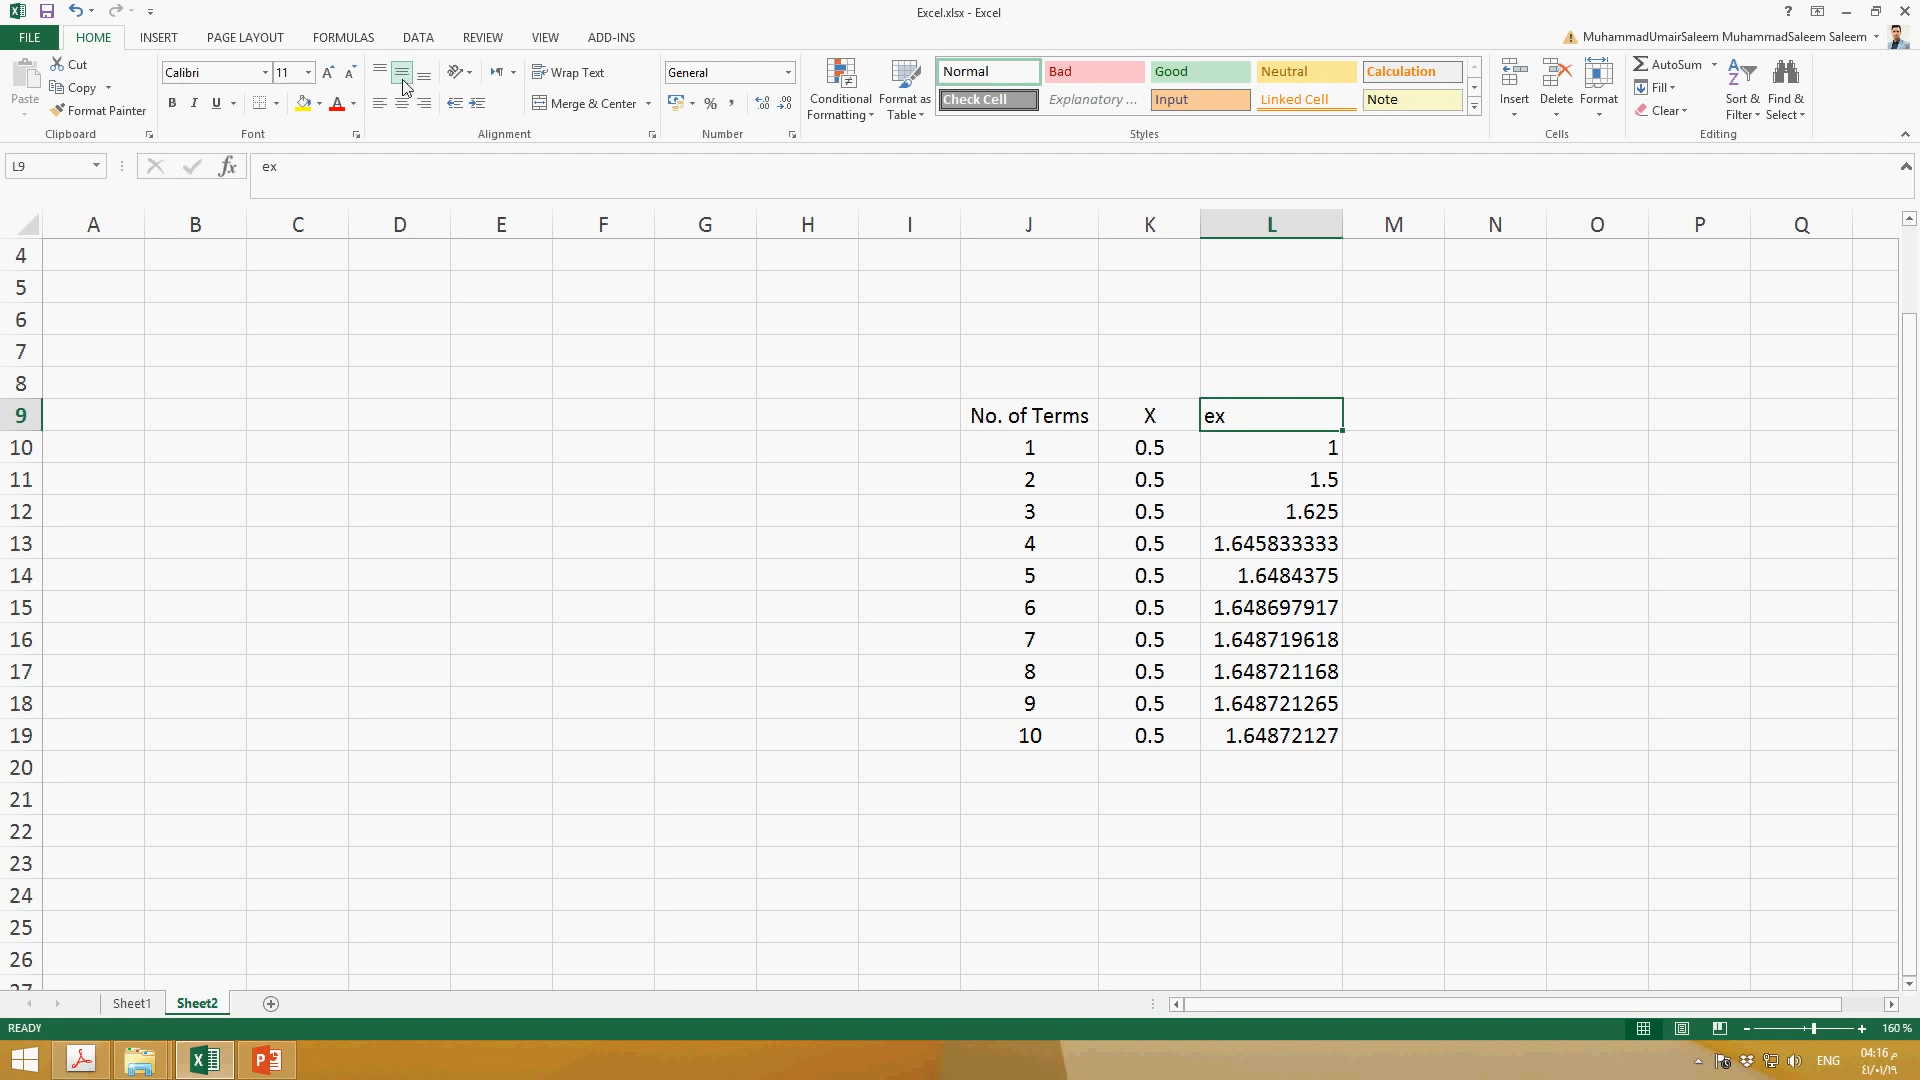 Excel.xlsx - Excel
FILE HOME INSERT PAGE LAYOUT FORMULAS DATA REVIEW VIEW ADD-INS
MuhammadUmairSaleem MuhammadSaleem Saleem
Paste
Cut
Copy
Format Painter
Clipboard
Calibri 11
B I U
Font
Wrap Text
Merge & Center
Alignment
General
%
Number
Conditional Formatting
Format as Table
Normal Bad Good Neutral Calculation
Check Cell Explanatory ... Input Linked Cell Note
Styles
Insert Delete Format
Cells
AutoSum
Fill
Clear
Sort & Filter
Find & Select
Editing
L9 fx ex
A B C D E F G H I J K L M N O P Q
4
5
6
7
8
9 No. of Terms X ex
10 1 0.5 1
11 2 0.5 1.5
12 3 0.5 1.625
13 4 0.5 1.645833333
14 5 0.5 1.6484375
15 6 0.5 1.648697917
16 7 0.5 1.648719618
17 8 0.5 1.648721168
18 9 0.5 1.648721265
19 10 0.5 1.64872127
20
21
22
23
24
25
26
27
Sheet1 Sheet2
READY
160 %
ENG
04:16 م